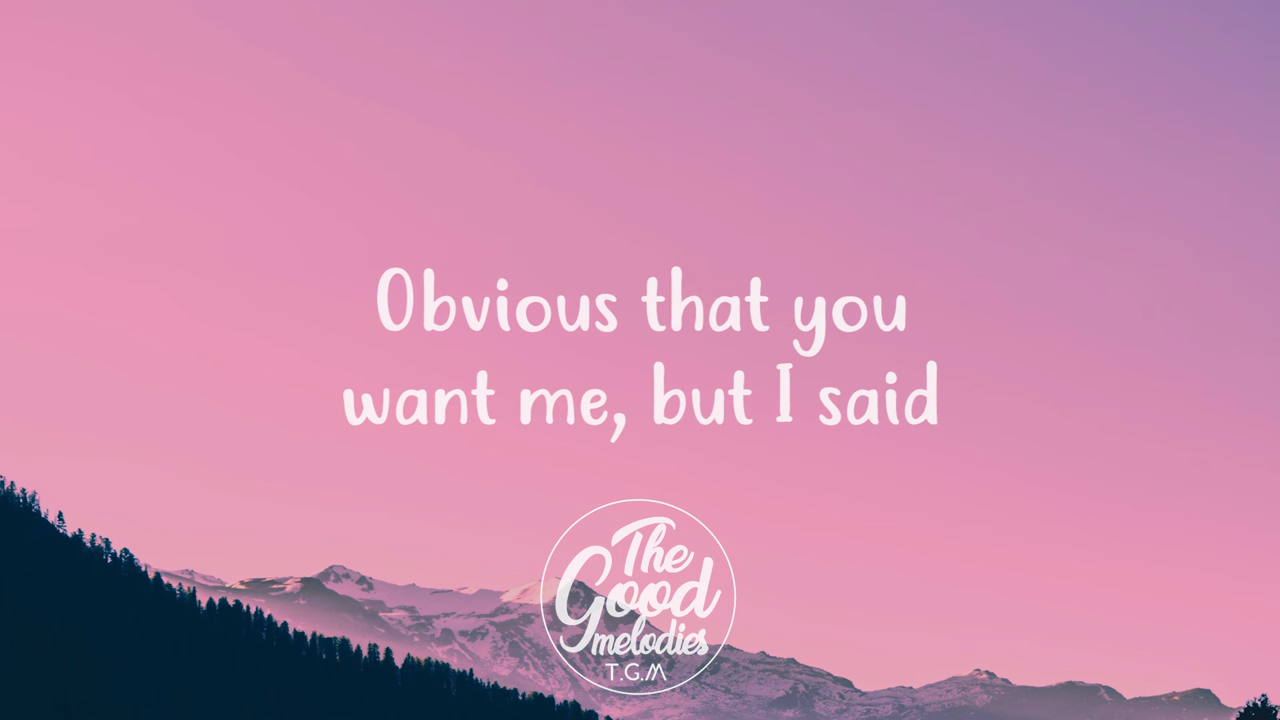 Obvious that you
want me, but I said
The
Good
melodies
T.G.M